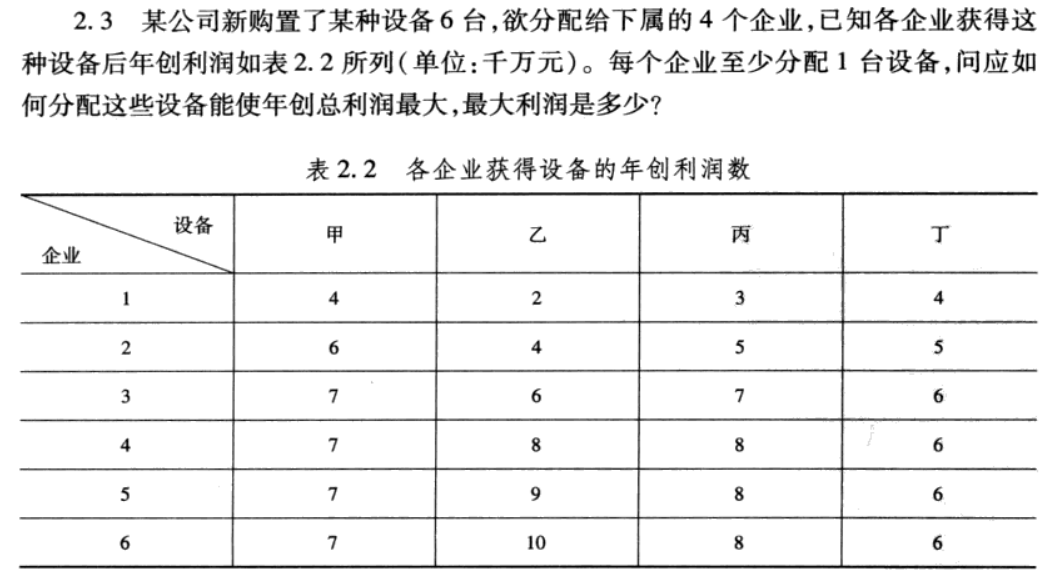 2.3 某公司新购置了某种设备6台,欲分配给下属的4个企业,已知各企业获得这
种设备后年创利润如表2.2所列(单位:千万元)。每个企业至少分配1台设备,问应如
何分配这些设备能使年创总利润最大,最大利润是多少?
表2.2 各企业获得设备的年创利润数
设备 企业 甲 乙 丙 丁
1 4 2 3 4
2 6 4 5 5
3 7 6 7 6
4 7 8 8 6
5 7 9 8 6
6 7 10 8 6